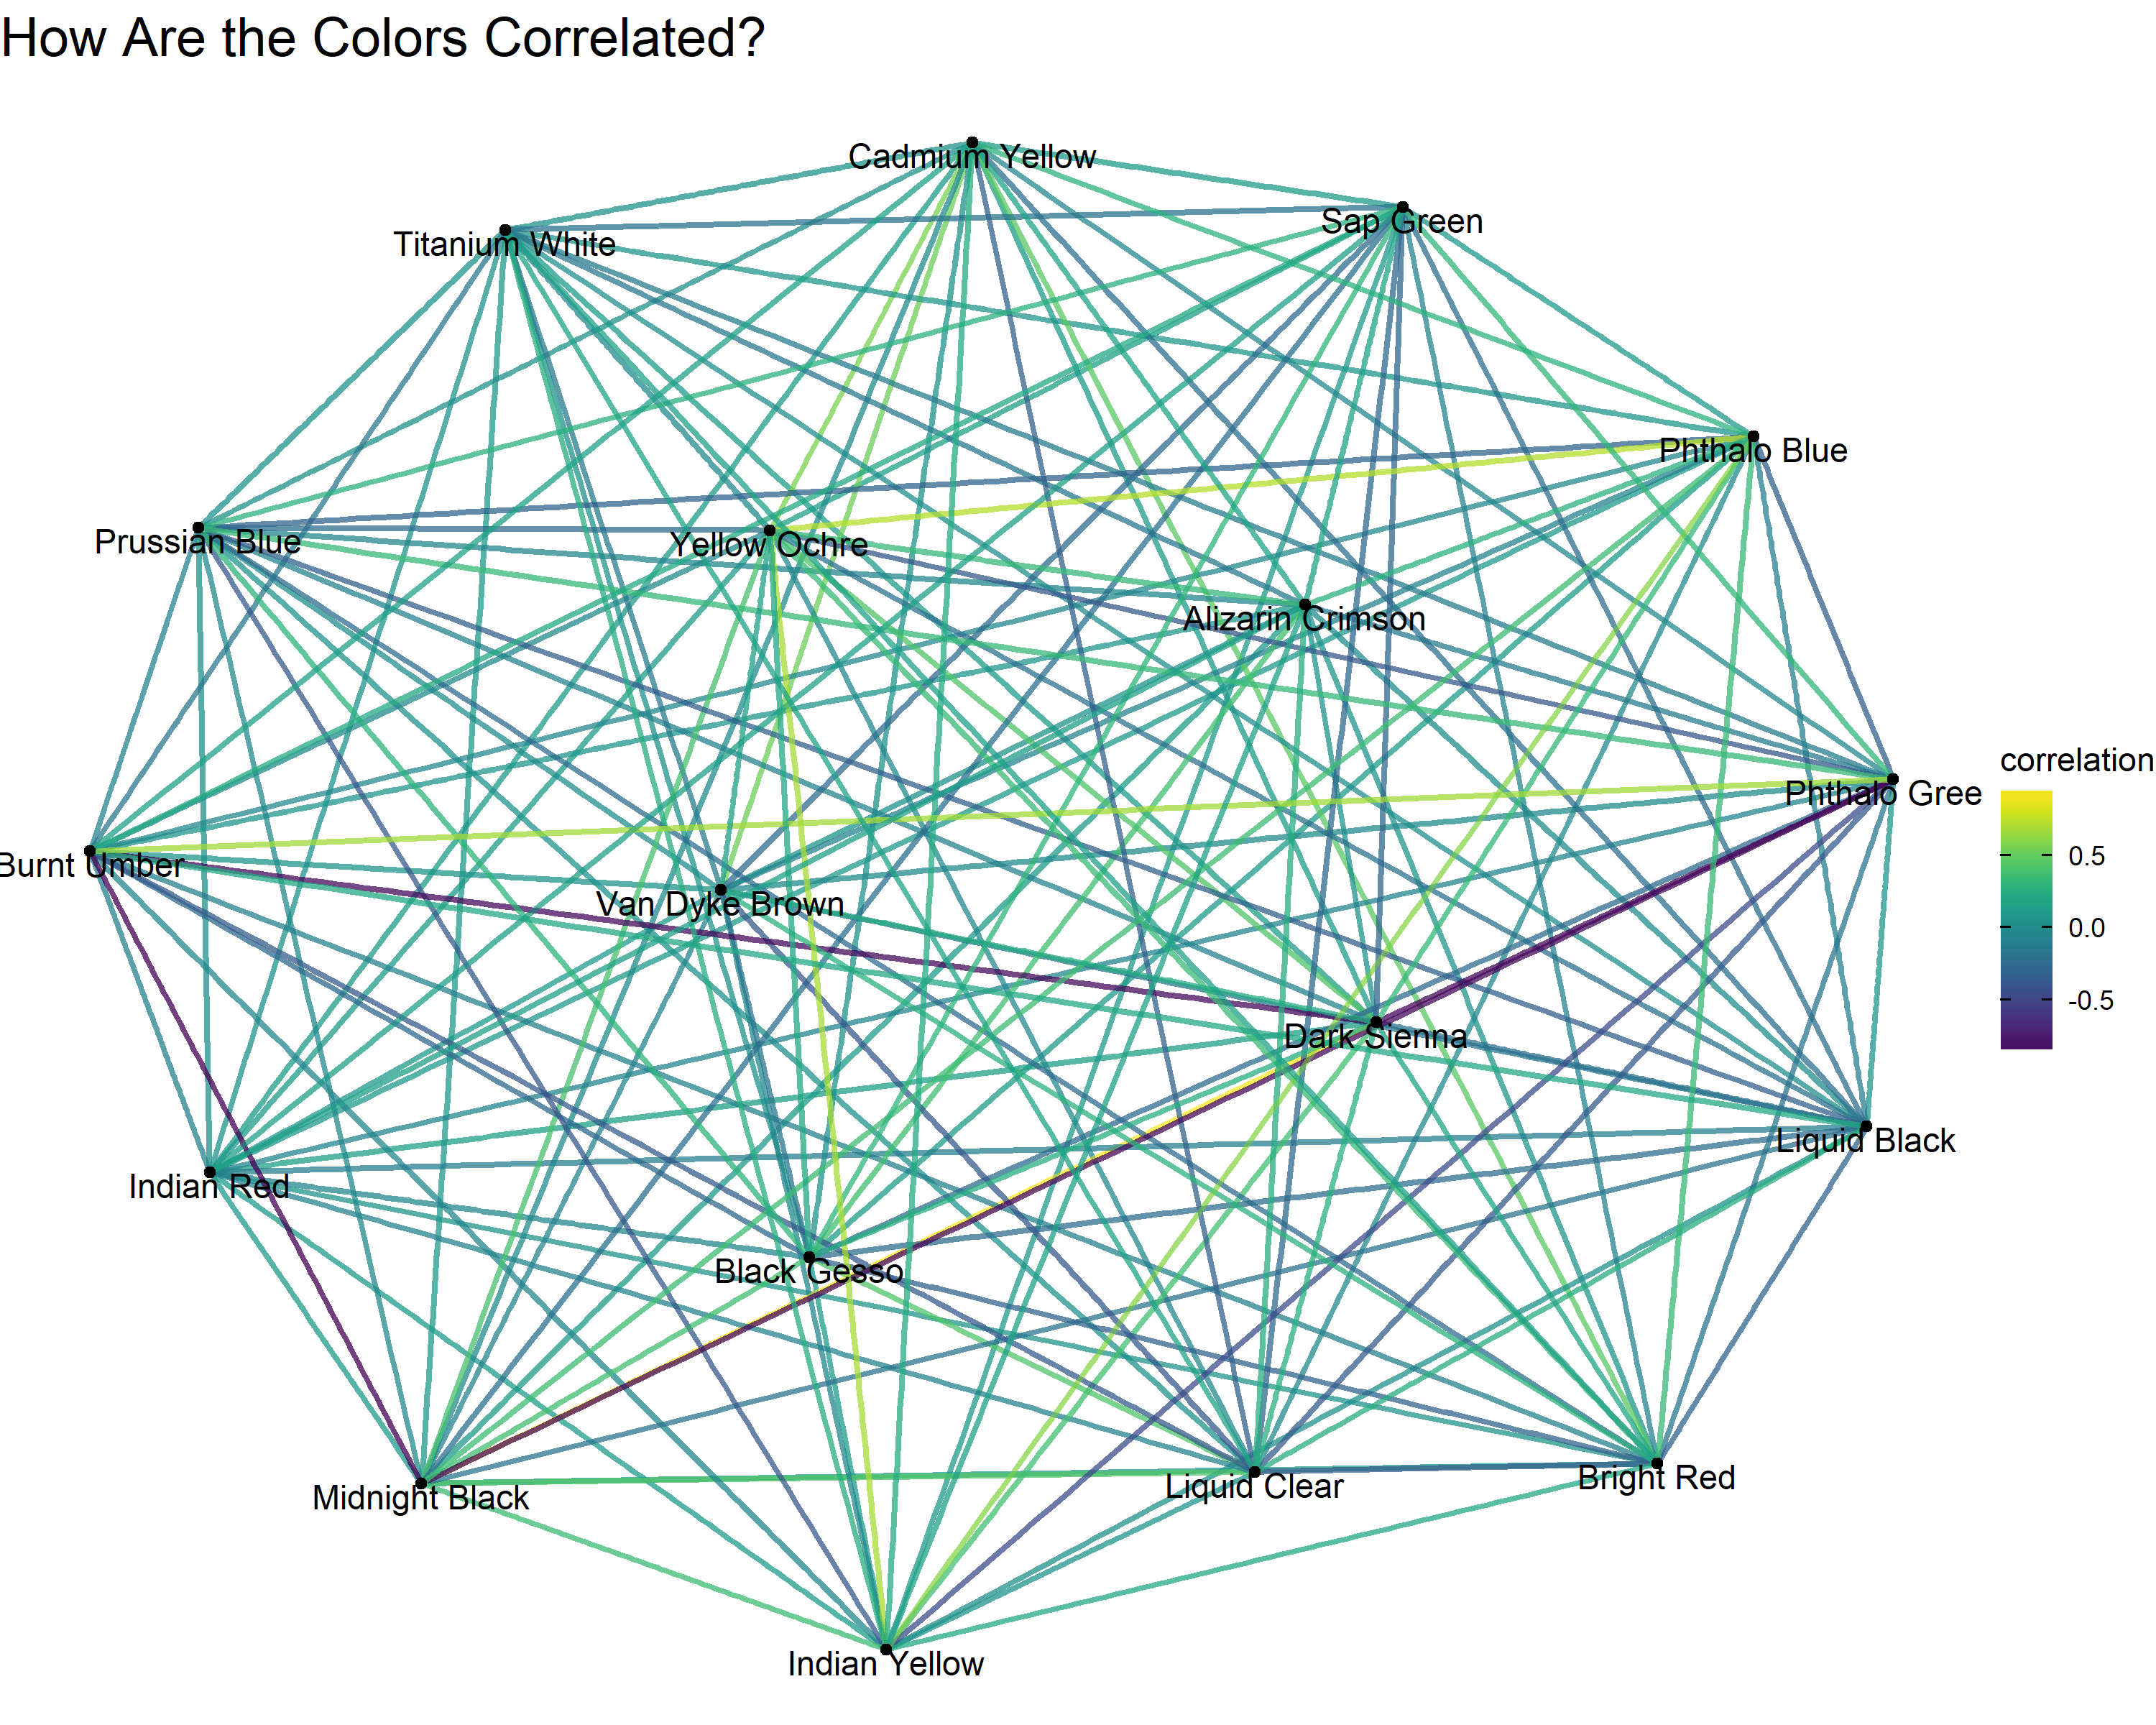 How Are the Colors Correlated?
Cadmium Yellow
Sap Green
Titanium White
Phthalo Blue
Prussian Blue
Yellow Ochre
Alizarin Crimson
correlation
Phthalo Gree
0.5
Burnt Umber
Van Dyke Brown
0.0
-0.5
Dark Sienna
Liquid Black
Indian Red
Black Gesso
Midnight Black
Liquid Clear
Bright Red
Indian Yellow